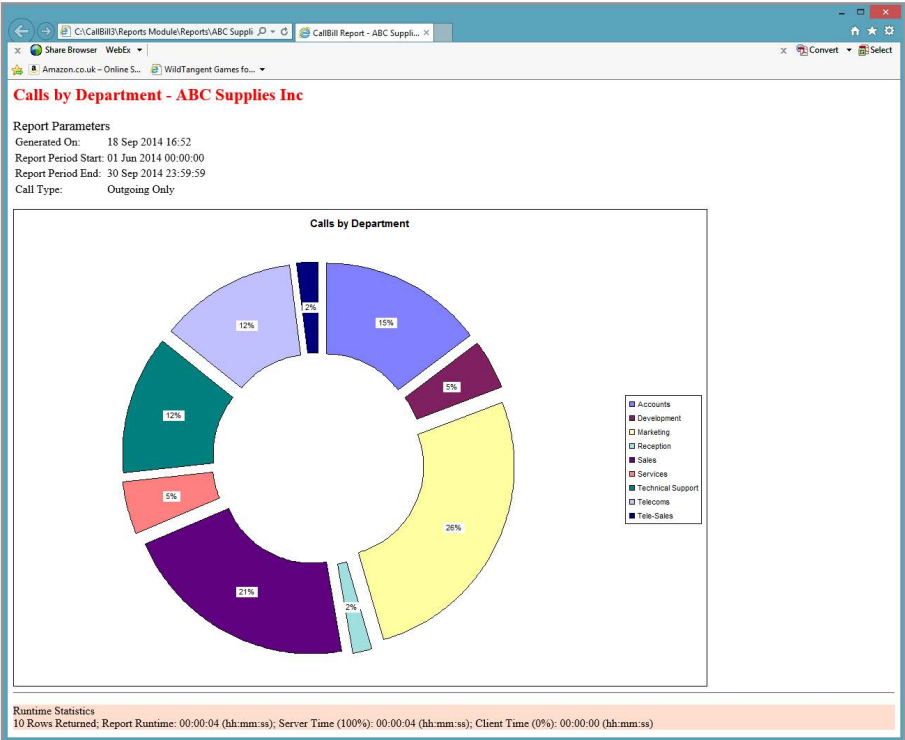 C:\CallBill3\Reports Module\Reports\ABC Suppli
CallBill Report - ABC Suppli... ×
x Share Browser WebEx
x Convert Select
Amazon.co.uk – Online S... WildTangent Games fo...
Calls by Department - ABC Supplies Inc
Report Parameters
Generated On: 18 Sep 2014 16:52
Report Period Start: 01 Jun 2014 00:00:00
Report Period End: 30 Sep 2014 23:59:59
Call Type: Outgoing Only
Calls by Department
2%
15%
12%
5%
12%
5%
26%
21%
2%
Accounts
Development
Marketing
Reception
Sales
Services
Technical Support
Telecoms
Tele-Sales
Runtime Statistics
10 Rows Returned; Report Runtime: 00:00:04 (hh:mm:ss); Server Time (100%): 00:00:04 (hh:mm:ss); Client Time (0%): 00:00:00 (hh:mm:ss)